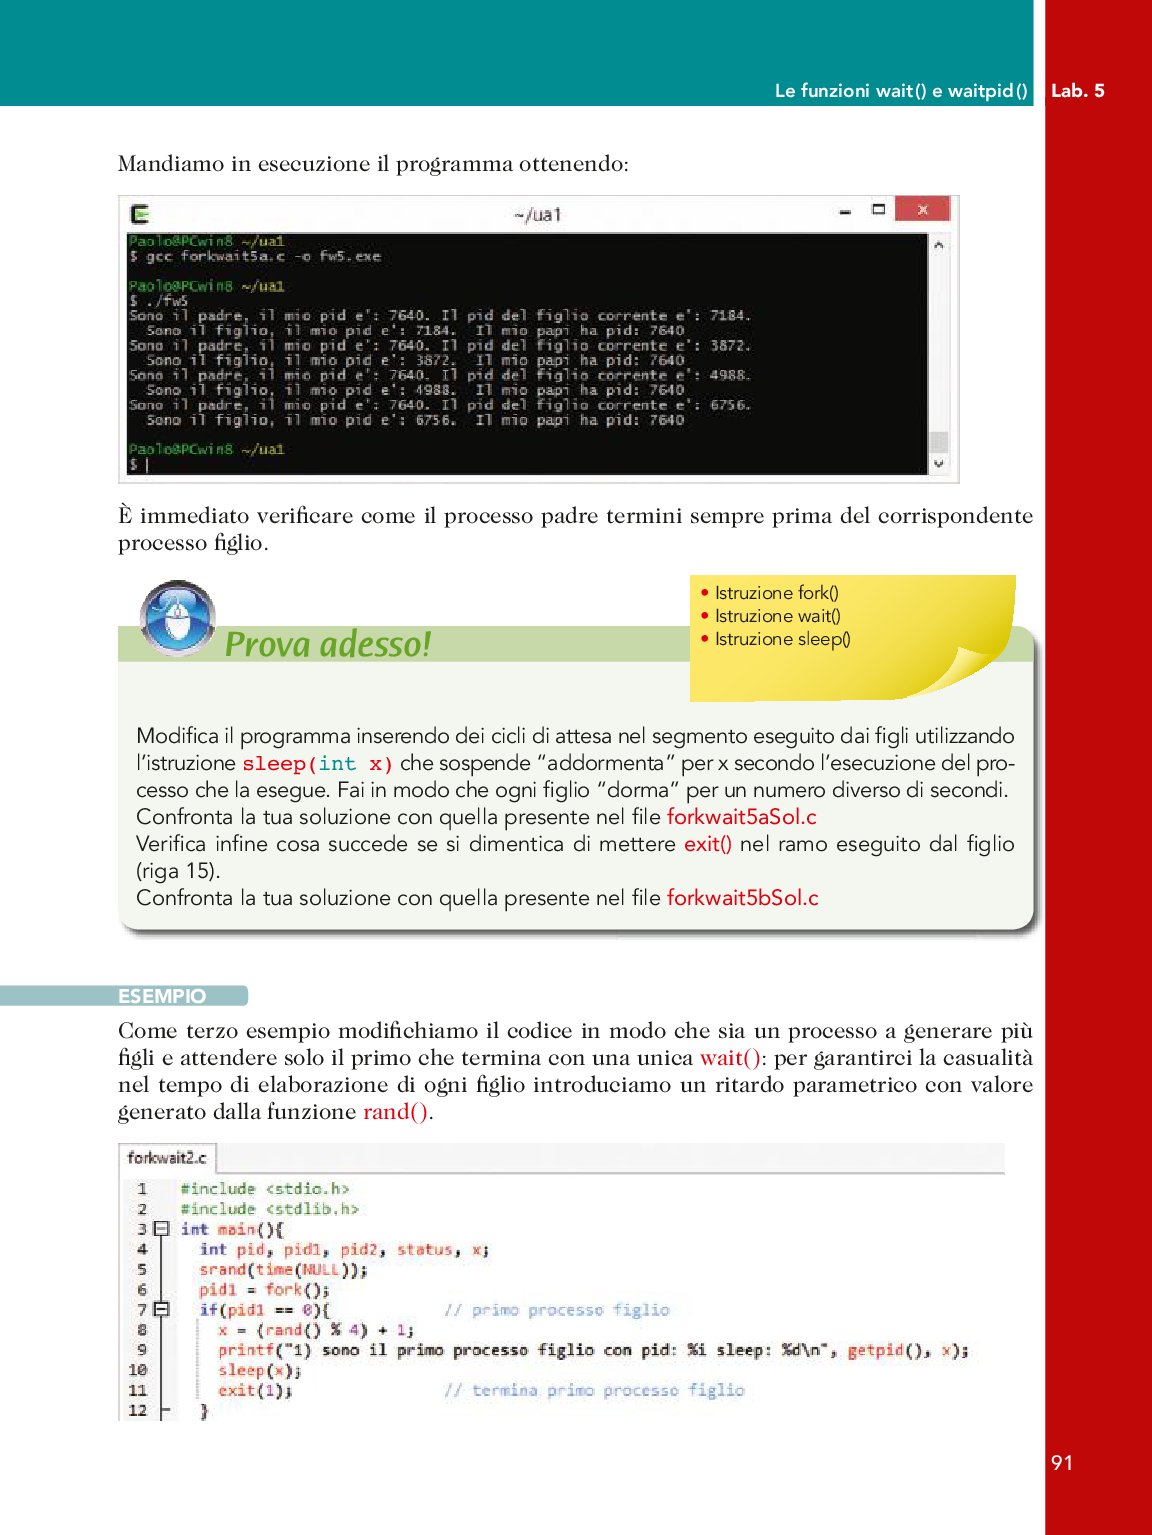 Le funzioni wait() e waitpid() Lab. 5
Mandiamo in esecuzione il programma ottenendo:
~/ua1
Paolo@PCwin8 ~/ua1
$ gcc forkwait5a.c -o fw5.exe
Paolo@PCwin8 ~/ua1
$ ./fw5
Sono il padre, il mio pid e': 7640. Il pid del figlio corrente e': 7184.
Sono il figlio, il mio pid e': 7184. Il mio papi ha pid: 7640
Sono il padre, il mio pid e': 7640. Il pid del figlio corrente e': 3872.
Sono il figlio, il mio pid e': 3872. Il mio papi ha pid: 7640
Sono il padre, il mio pid e': 7640. Il pid del figlio corrente e': 4988.
Sono il figlio, il mio pid e': 4988. Il mio papi ha pid: 7640
Sono il padre, il mio pid e': 7640. Il pid del figlio corrente e': 6756.
Sono il figlio, il mio pid e': 6756. Il mio papi ha pid: 7640
Paolo@PCwin8 ~/ua1
$
È immediato verificare come il processo padre termini sempre prima del corrispondente
processo figlio.
• Istruzione fork()
• Istruzione wait()
• Istruzione sleep()
Prova adesso!
Modifica il programma inserendo dei cicli di attesa nel segmento eseguito dai figli utilizzando
l'istruzione sleep(int x) che sospende "addormenta" per x secondo l'esecuzione del pro-
cesso che la esegue. Fai in modo che ogni figlio "dorma" per un numero diverso di secondi.
Confronta la tua soluzione con quella presente nel file forkwait5aSol.c
Verifica infine cosa succede se si dimentica di mettere exit() nel ramo eseguito dal figlio
(riga 15).
Confronta la tua soluzione con quella presente nel file forkwait5bSol.c
ESEMPIO
Come terzo esempio modifichiamo il codice in modo che sia un processo a generare più
figli e attendere solo il primo che termina con una unica wait(): per garantirci la casualità
nel tempo di elaborazione di ogni figlio introduciamo un ritardo parametrico con valore
generato dalla funzione rand().
forkwait2.c
1 #include <stdio.h>
2 #include <stdlib.h>
3 int main(){
4 int pid, pid1, pid2, status, x;
5 srand(time(NULL));
6 pid1 = fork();
7 if(pid1 == 0){ // primo processo figlio
8 x = (rand() % 4) + 1;
9 printf("1) sono il primo processo figlio con pid: %i sleep: %d\n", getpid(), x);
10 sleep(x);
11 exit(1); // termina primo processo figlio
12 }
91